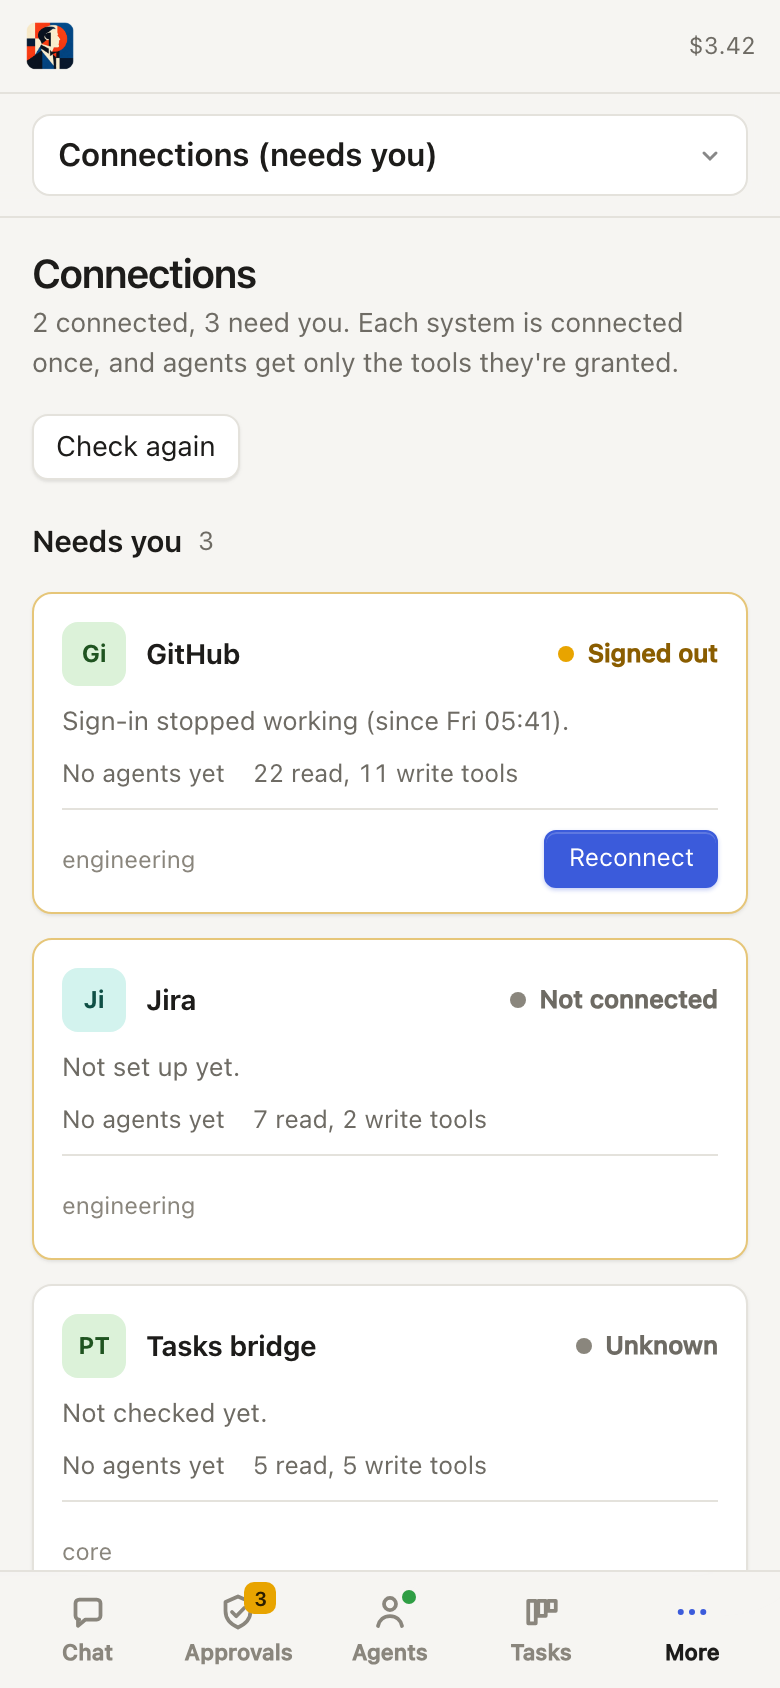 $3.42
Connections (needs you)
Connections
2 connected, 3 need you. Each system is connected
once, and agents get only the tools they're granted.
Check again
Needs you 3
Gi GitHub Signed out
Sign-in stopped working (since Fri 05:41).
No agents yet 22 read, 11 write tools
engineering Reconnect
Ji Jira Not connected
Not set up yet.
No agents yet 7 read, 2 write tools
engineering
PT Tasks bridge Unknown
Not checked yet.
No agents yet 5 read, 5 write tools
core
3
Chat Approvals Agents Tasks More